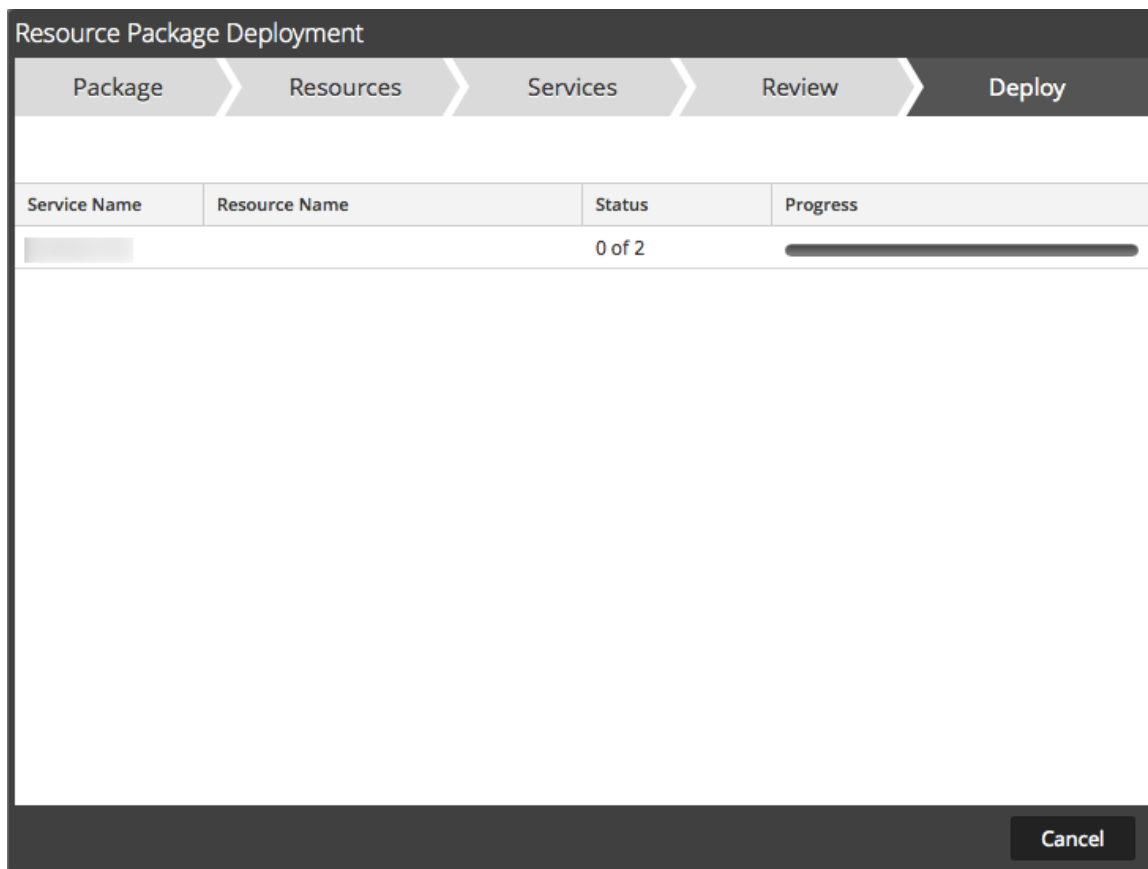 Resource Package Deployment
Package Resources Services Review Deploy
Service Name Resource Name Status Progress
0 of 2
Cancel